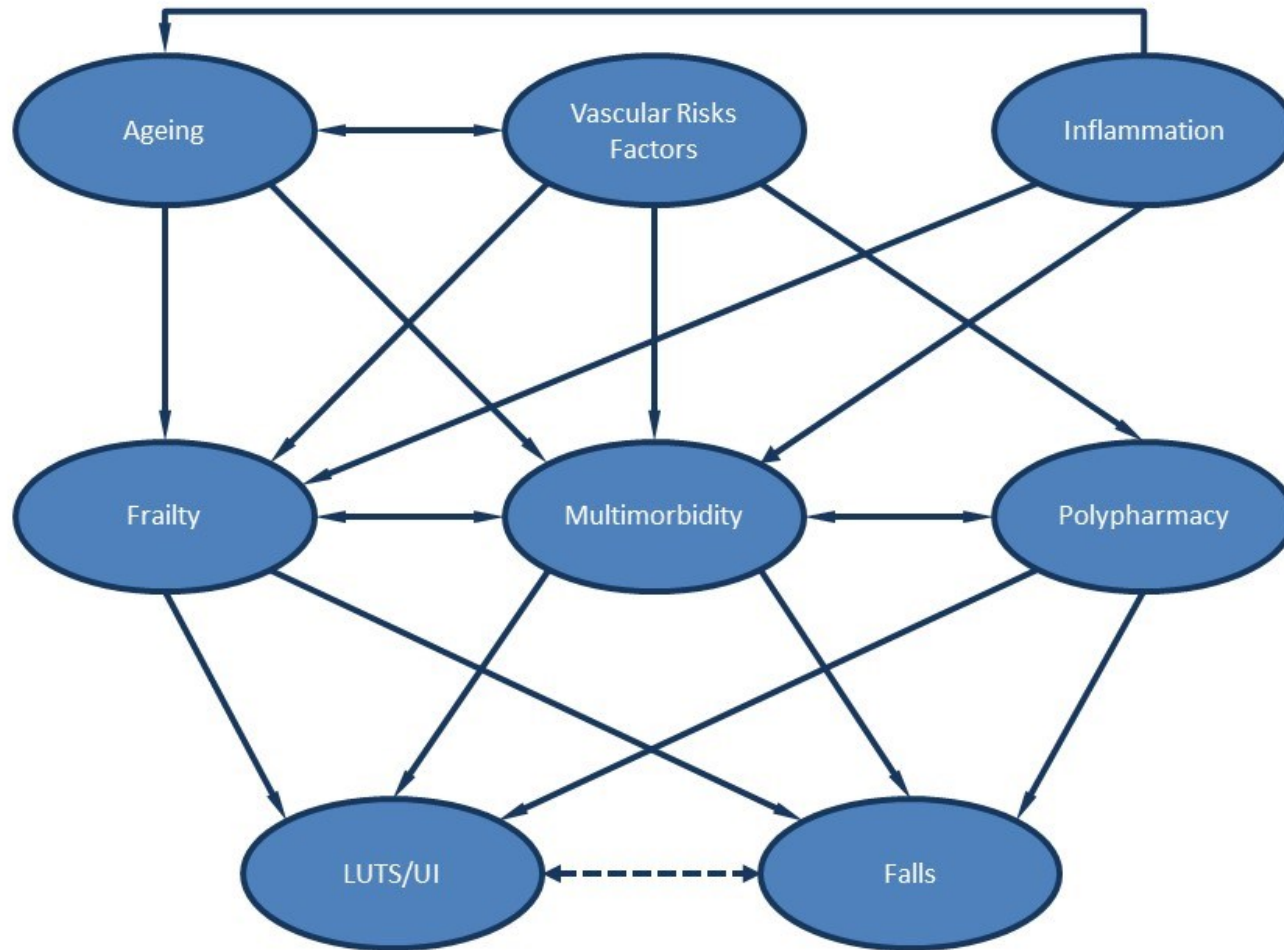 Ageing
Vascular Risks
Factors
Inflammation
Frailty
Multimorbidity
Polypharmacy
LUTS/UI
Falls